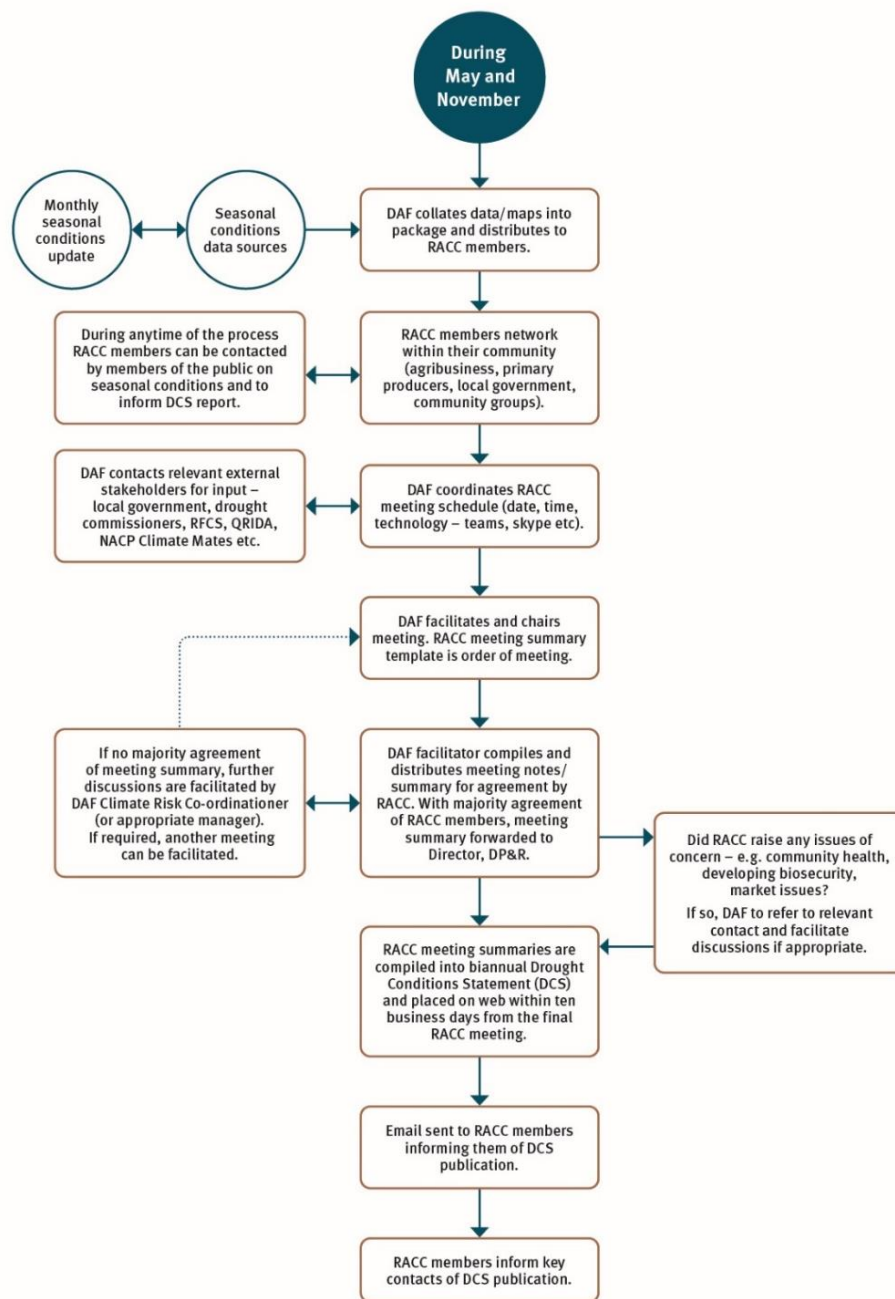 During
May and
November
Monthly
seasonal
conditions
update
Seasonal
conditions
data sources
DAF collates data/maps into
package and distributes to
RACC members.
During anytime of the process
RACC members can be contacted
by members of the public on
seasonal conditions and to
inform DCS report.
RACC members network
within their community
(agribusiness, primary
producers, local government,
community groups).
DAF contacts relevant external
stakeholders for input –
local government, drought
commissioners, RFCS, QRIDA,
NACP Climate Mates etc.
DAF coordinates RACC
meeting schedule (date, time,
technology – teams, skype etc).
DAF facilitates and chairs
meeting. RACC meeting summary
template is order of meeting.
If no majority agreement
of meeting summary, further
discussions are facilitated by
DAF Climate Risk Co-ordinationer
(or appropriate manager).
If required, another meeting
can be facilitated.
DAF facilitator compiles and
distributes meeting notes/
summary for agreement by
RACC. With majority agreement
of RACC members, meeting
summary forwarded to
Director, DP&R.
Did RACC raise any issues of
concern – e.g. community health,
developing biosecurity,
market issues?
If so, DAF to refer to relevant
contact and facilitate
discussions if appropriate.
RACC meeting summaries are
compiled into biannual Drought
Conditions Statement (DCS)
and placed on web within ten
business days from the final
RACC meeting.
Email sent to RACC members
informing them of DCS
publication.
RACC members inform key
contacts of DCS publication.